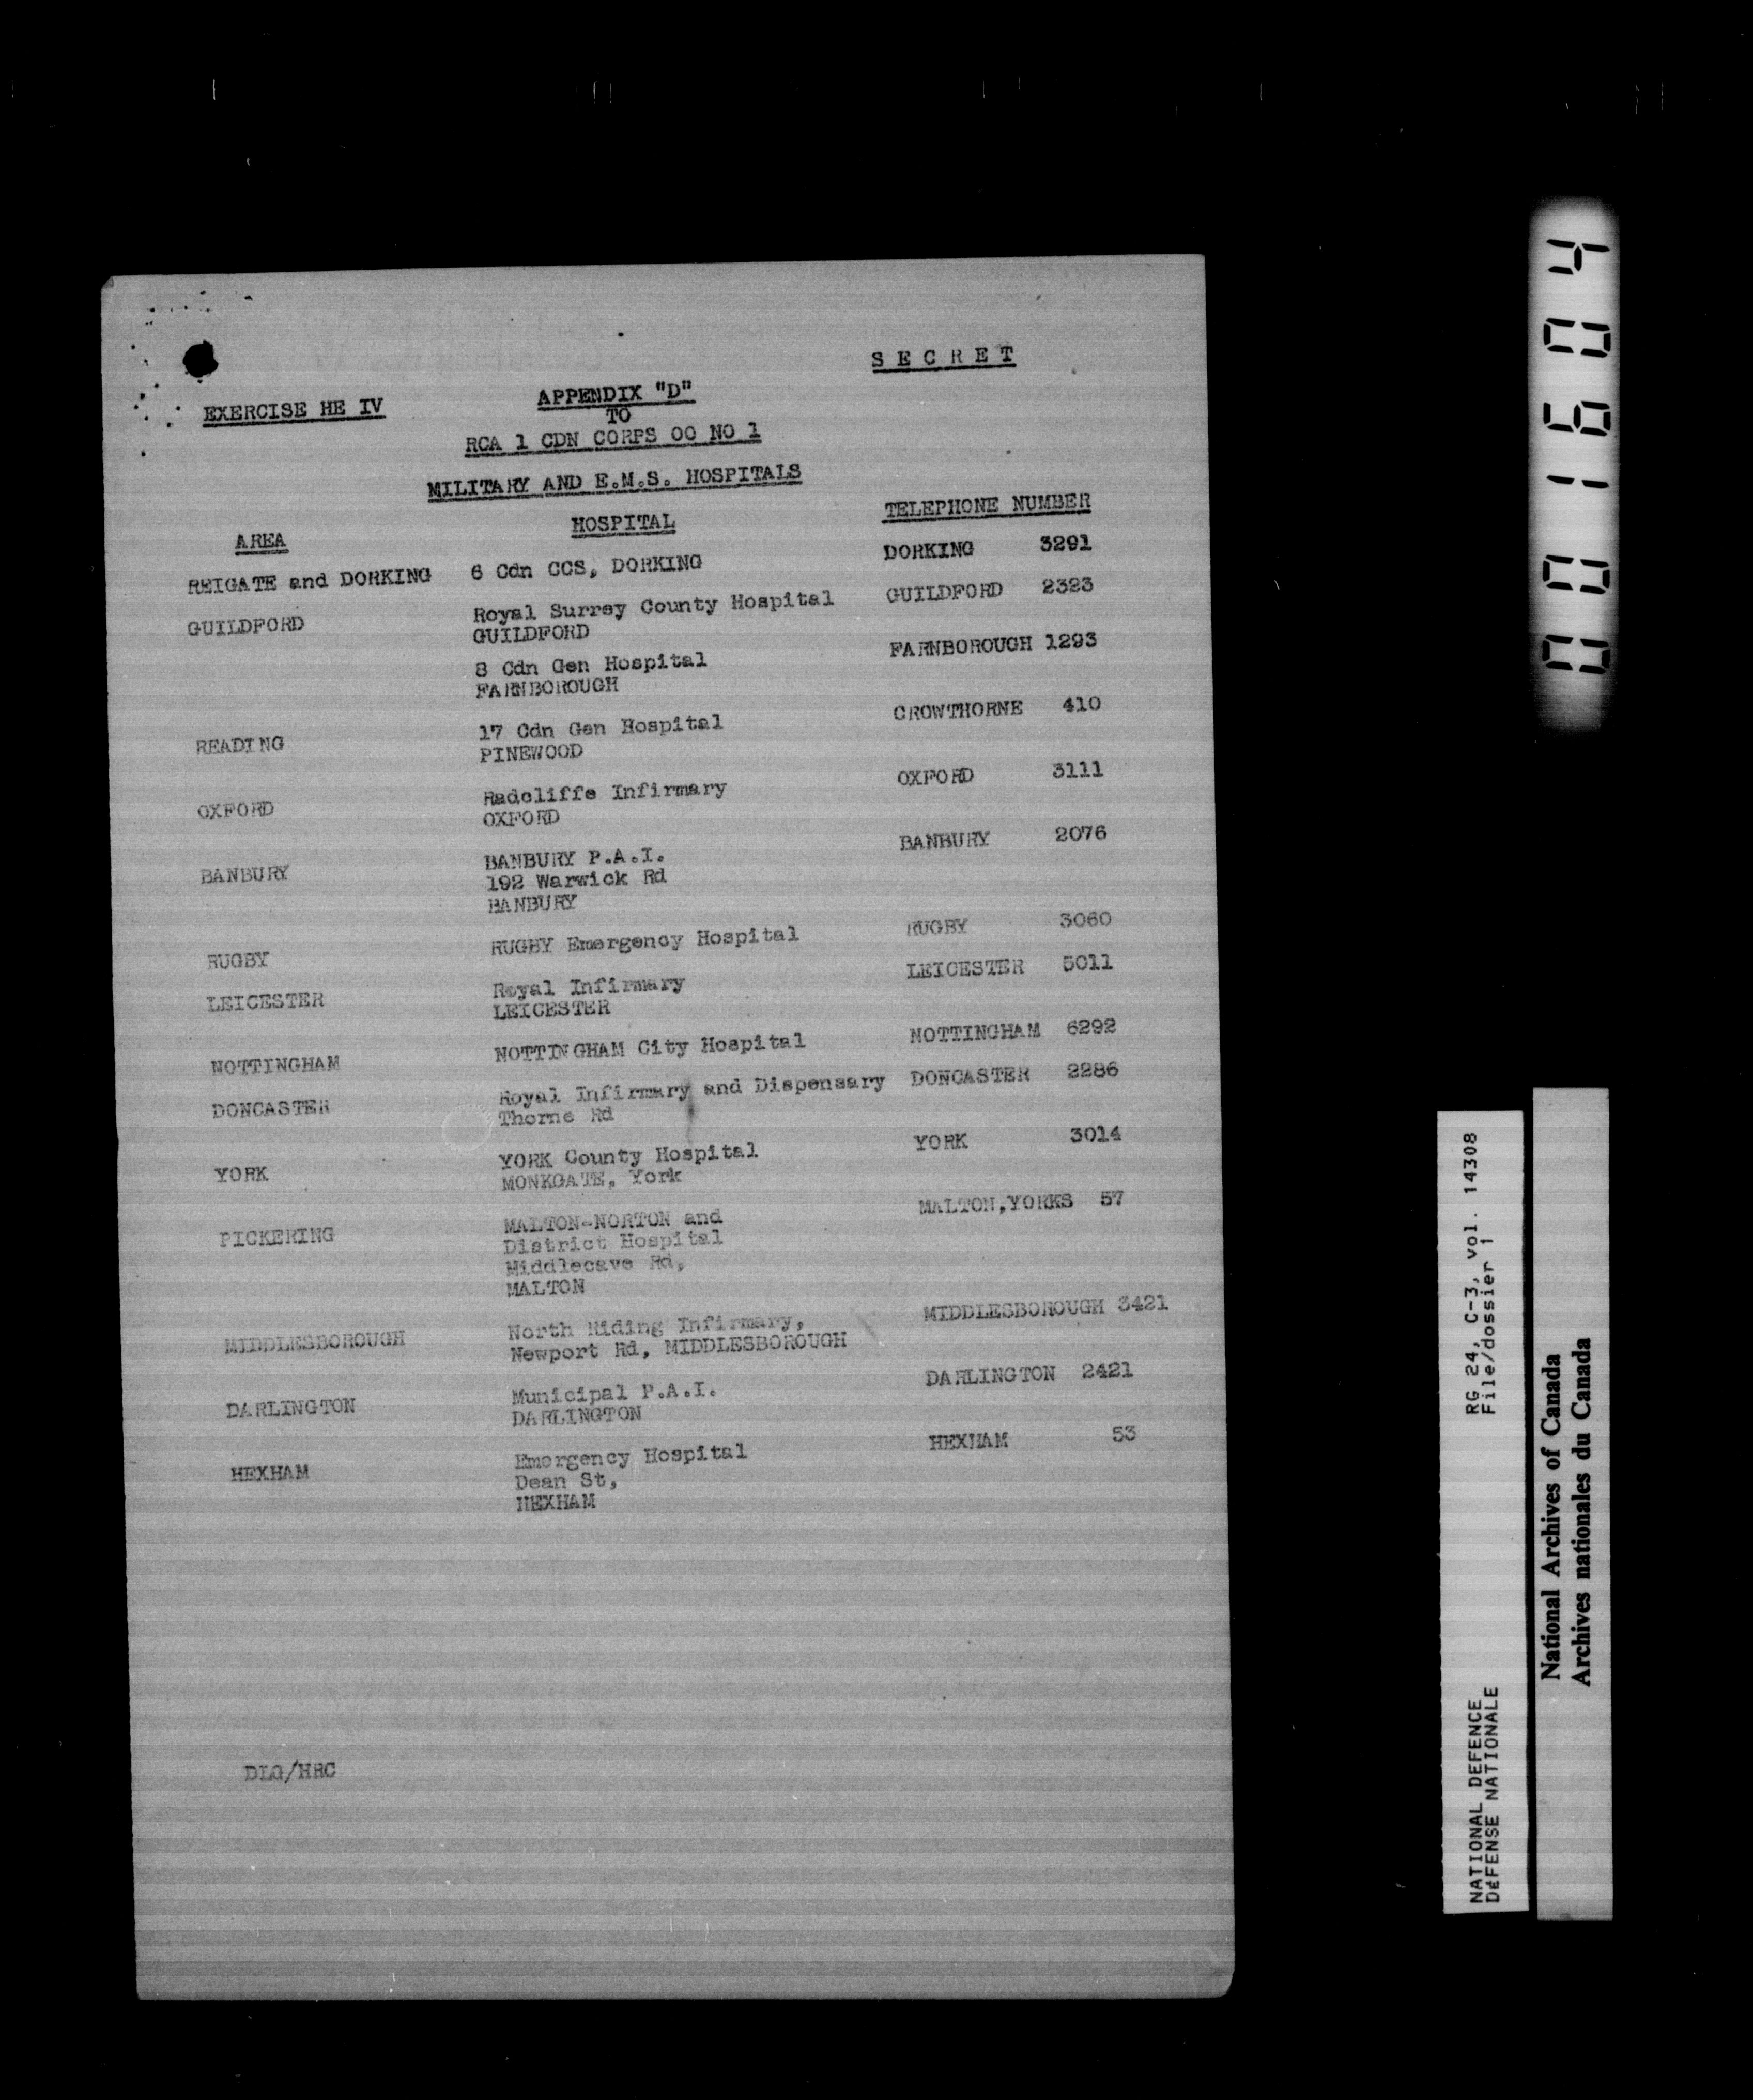 S E C R E T
EXERCISE HE IV
APPENDIX "D"
TO
RCA 1 CDN CORPS OO NO 1
MILITARY AND E.M.S. HOSPITALS
AREA HOSPITAL TELEPHONE NUMBER
REIGATE and DORKING 6 Cdn CCS, DORKING DORKING 3291
GUILDFORD Royal Surrey County Hospital GUILDFORD 2323
GUILDFORD
8 Cdn Gen Hospital FARNBOROUGH 1293
FARNBOROUGH
READING 17 Cdn Gen Hospital CROWTHORNE 410
PINEWOOD
OXFORD Radcliffe Infirmary OXFORD 3111
OXFORD
BANBURY BANBURY P.A.I. BANBURY 2076
192 Warwick Rd
BANBURY
RUGBY RUGBY Emergency Hospital RUGBY 3060
LEICESTER Royal Infirmary LEICESTER 5011
LEICESTER
NOTTINGHAM NOTTINGHAM City Hospital NOTTINGHAM 6292
DONCASTER Royal Infirmary and Dispensary DONCASTER 2286
Thorne Rd
YORK YORK County Hospital YORK 3014
MONKGATE, York
PICKERING MALTON-NORTON and MALTON,YORKS 57
District Hospital
Middlecave Rd,
MALTON
MIDDLESBOROUGH North Riding Infirmary, MIDDLESBOROUGH 3421
Newport Rd, MIDDLESBOROUGH
DARLINGTON Municipal P.A.I. DARLINGTON 2421
DARLINGTON
HEXHAM Emergency Hospital HEXHAM 53
Dean St,
HEXHAM
DLG/HRC
001604
NATIONAL DEFENCE RG 24, C-3, vol. 14308
DÉFENSE NATIONALE File/dossier 1
National Archives of Canada
Archives nationales du Canada